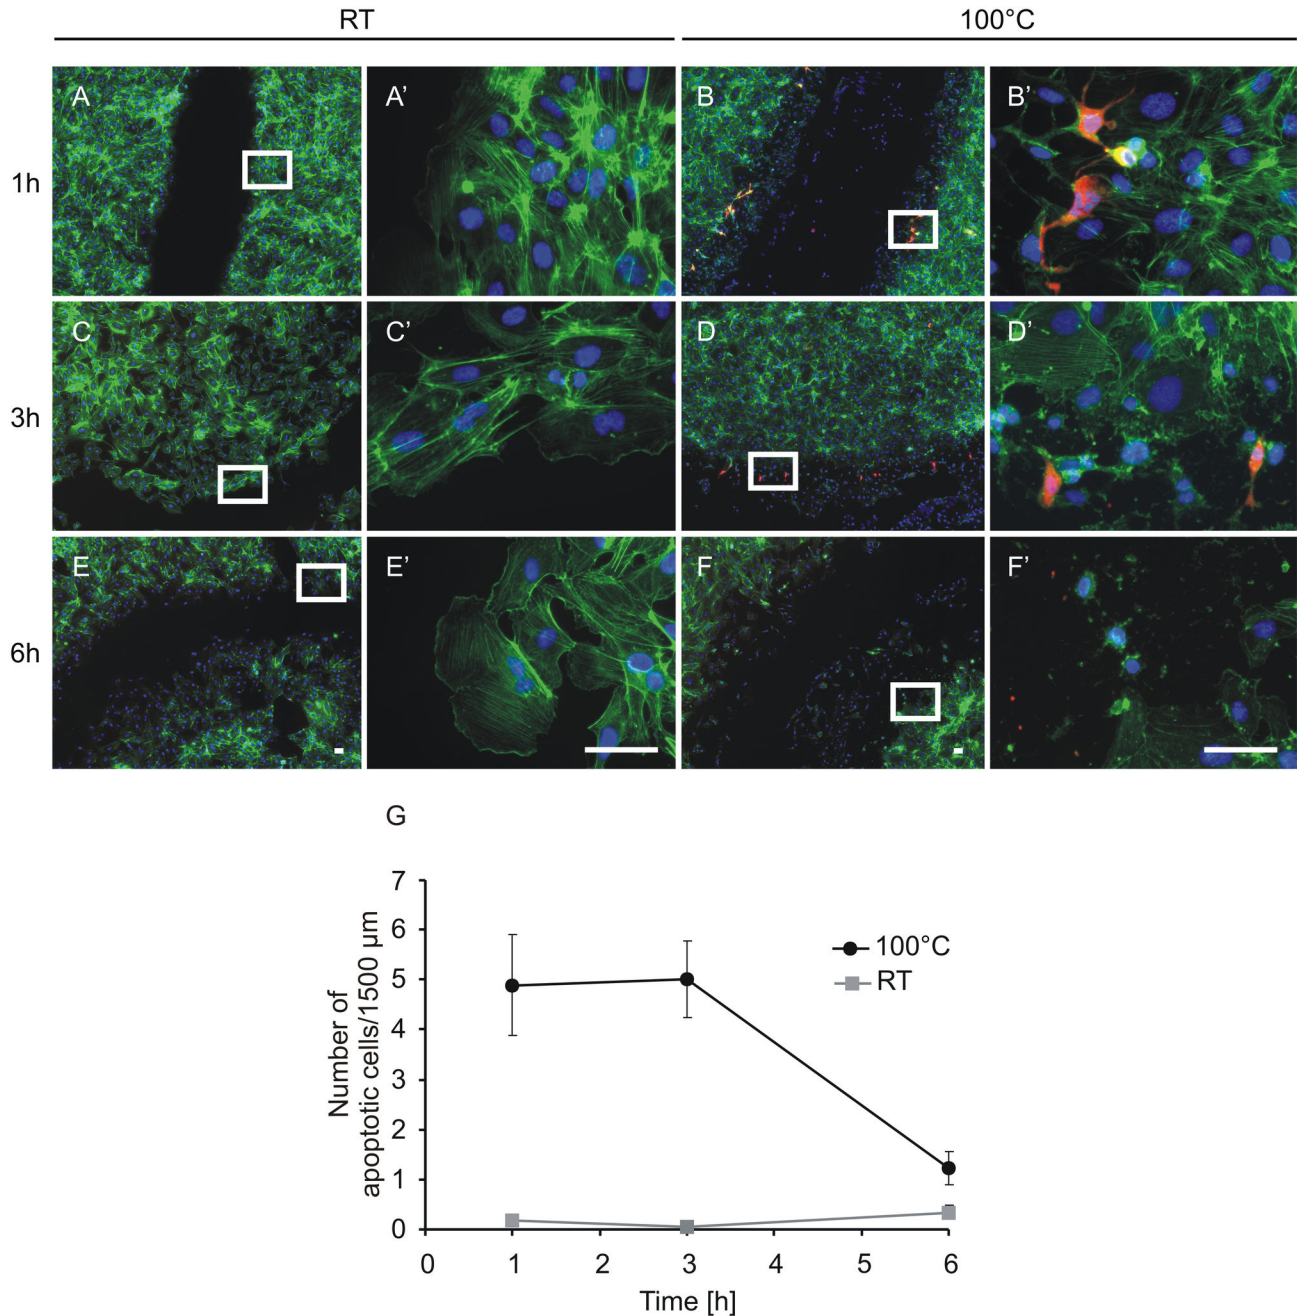 RT 100°C
A A' B B'
1h
C C' D D'
3h
E E' F F'
6h
G
7
6
5
4
3
2
1
0
Number of
apoptotic cells/1500 µm
100°C
RT
0 1 2 3 4 5 6
Time [h]